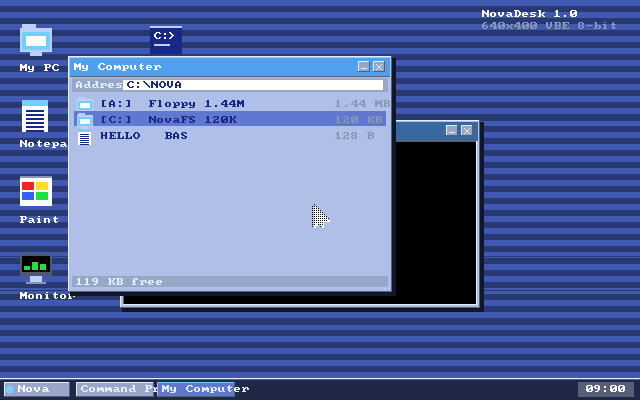 NovaDesk 1.0
640x400 VBE 8-bit
C:>
My PC
My Computer
Addres C:\NOVA
[A:] Floppy 1.44M 1.44 MB
[C:] NovaFS 120K 120 KB
HELLO BAS 128 B
Notepa
Paint
119 KB free
Monitor
Nova
Command Pr
My Computer
09:00